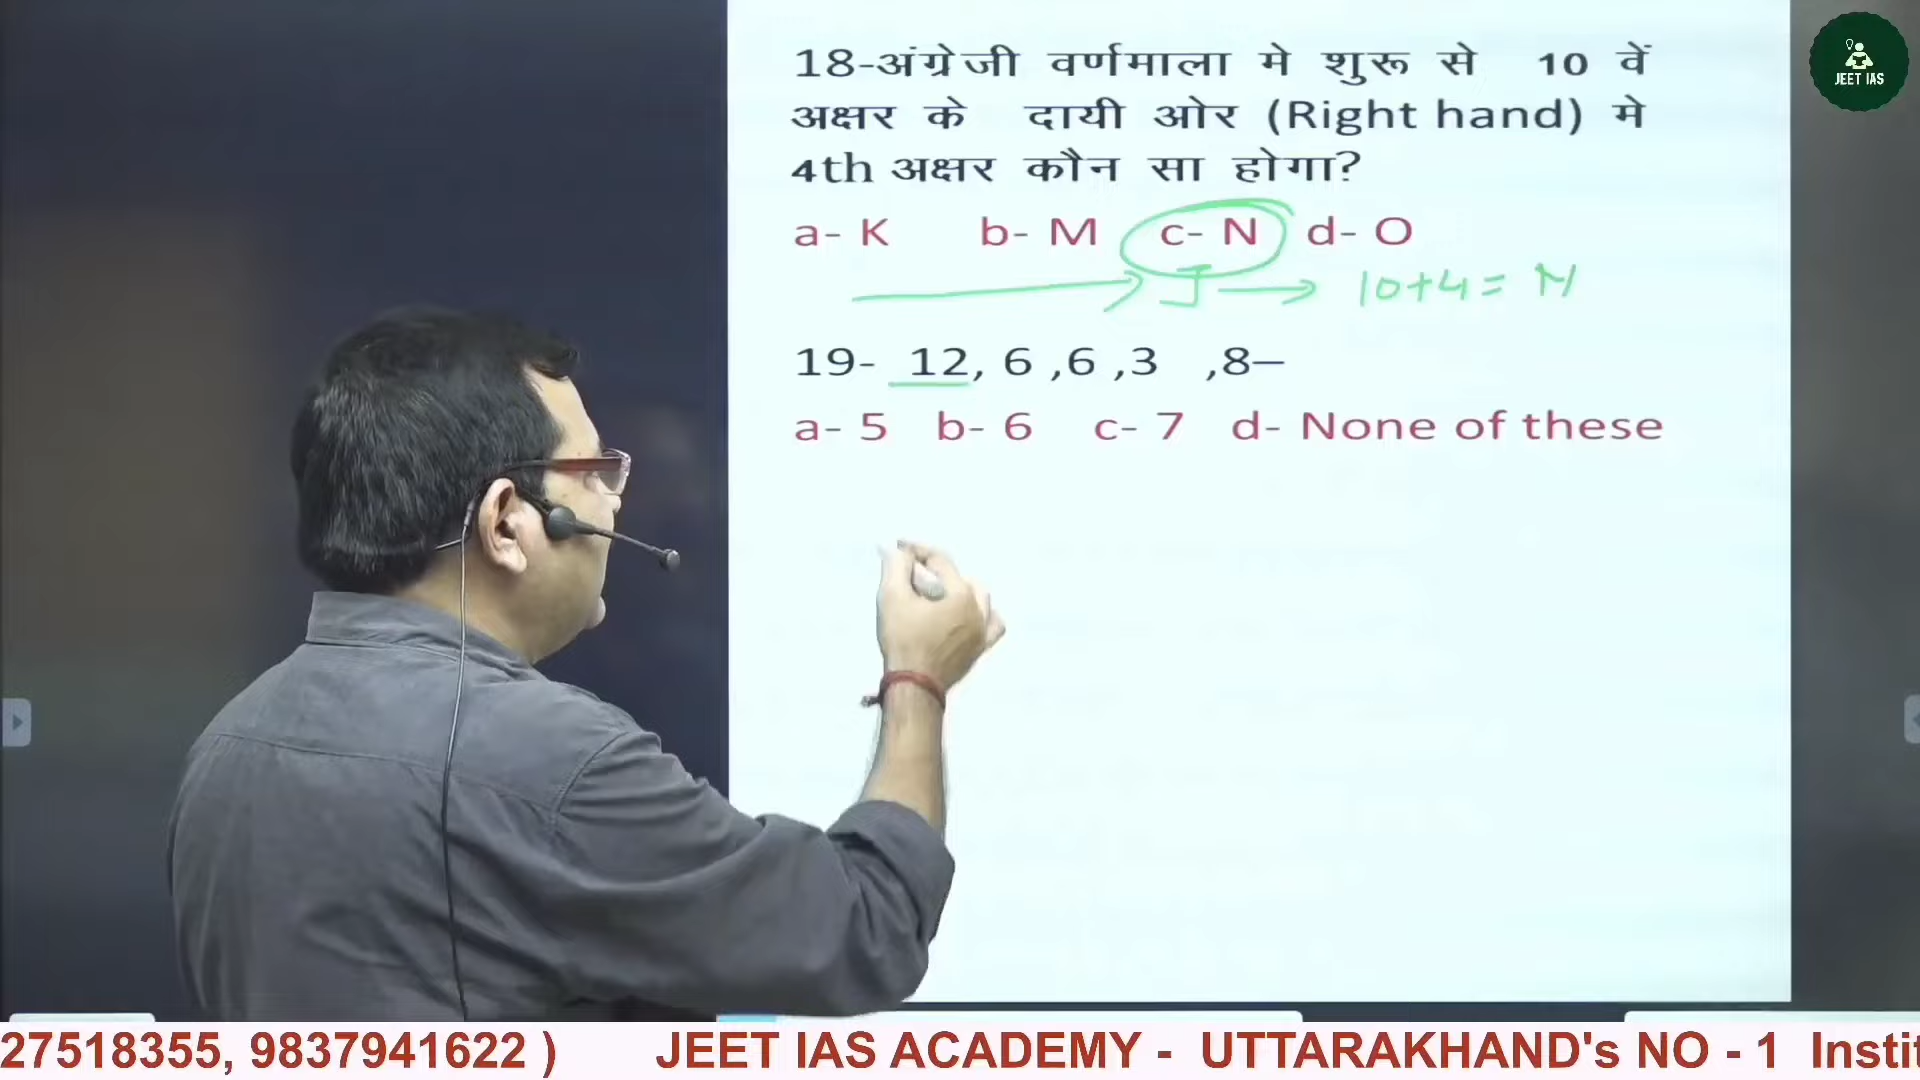 18-अंग्रेजी वर्णमाला मे शुरू से 10 वें
अक्षर के दायी ओर (Right hand) मे
4th अक्षर कौन सा होगा?
a- K b- M c- N d- O
J 10+4= N
19- 12, 6 ,6 ,3 ,8–
a- 5 b- 6 c- 7 d- None of these
JEET IAS
27518355, 9837941622 ) JEET IAS ACADEMY - UTTARAKHAND's NO - 1 Instit